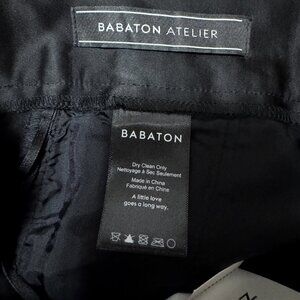 BABATON ATELIER
BABATON
Dry Clean Only
Nettoyage à Sec Seulement
Made in China
Fabriqué en Chine
A little love
goes a long way.